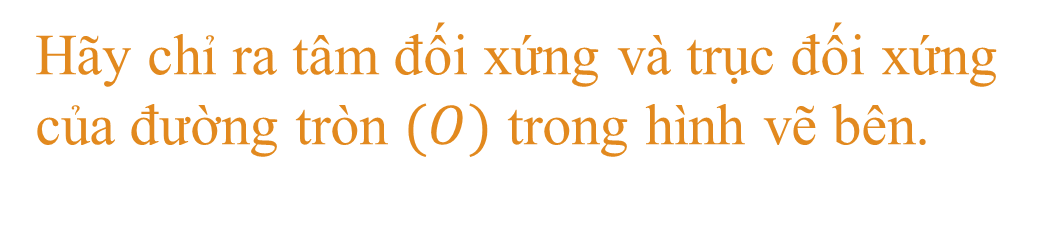 Hãy chỉ ra tâm đối xứng và trục đối xứng
của đường tròn (O) trong hình vẽ bên.